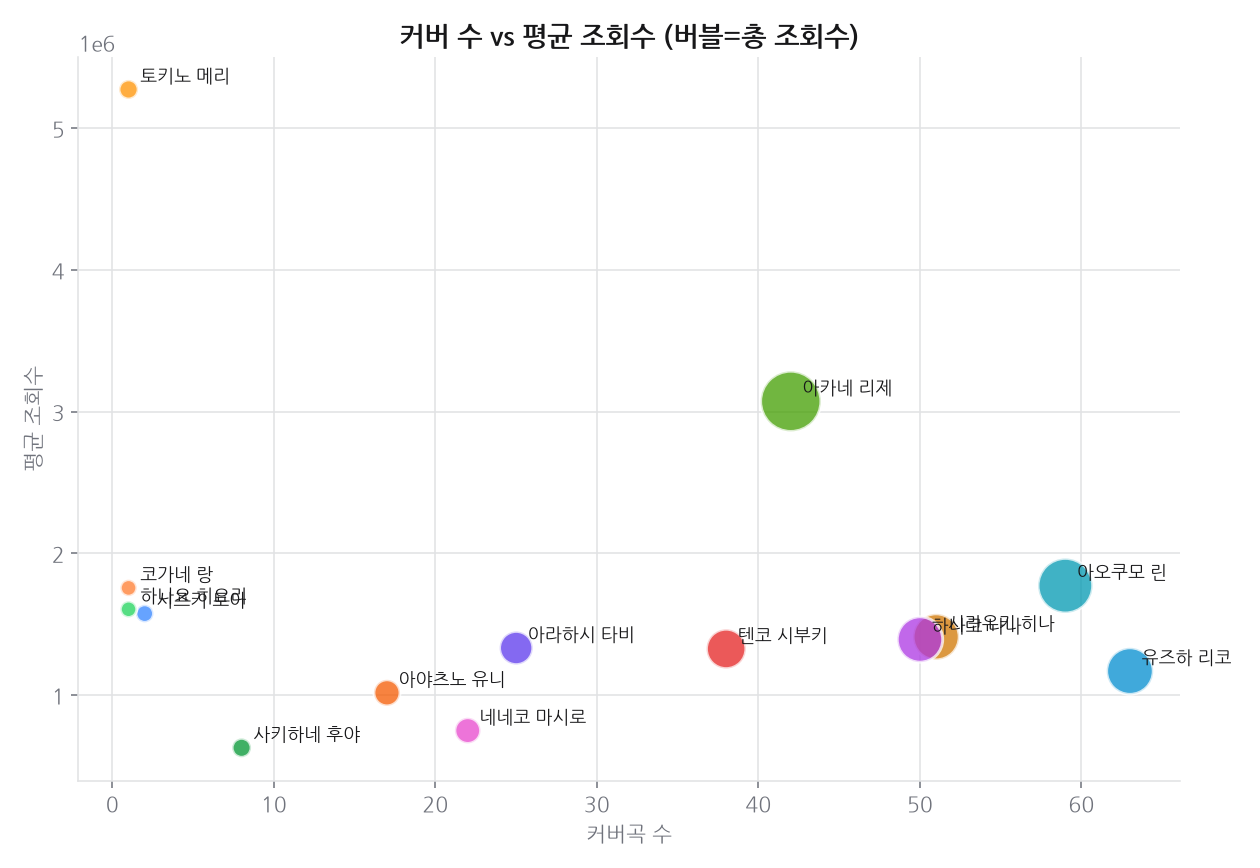 커버 수 vs 평균 조회수 (버블=총 조회수)
1e6
토키노 메리
5
4
평균 조회수
3
아카네 리제
2
코가네 랑
아오쿠모 린
아라하시 타비
텐코 시부키
유즈하 리코
1
아야츠노 유니
네네코 마시로
사키하네 후야
0 10 20 30 40 50 60
커버곡 수